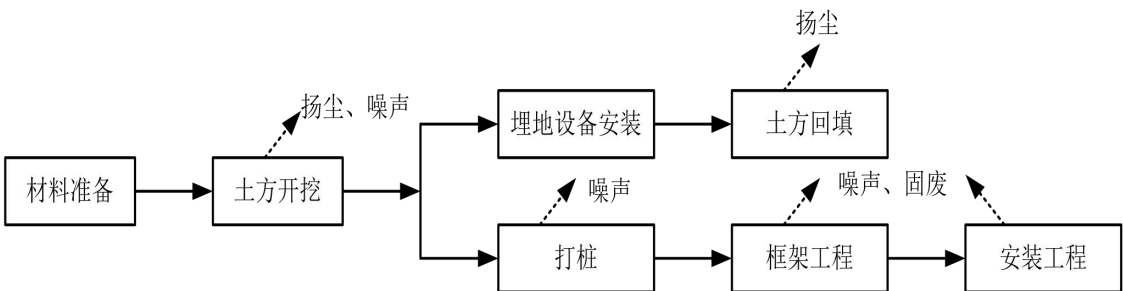 扬尘
扬尘、噪声
埋地设备安装
土方回填
材料准备
土方开挖
噪声
噪声、固废
打桩
框架工程
安装工程